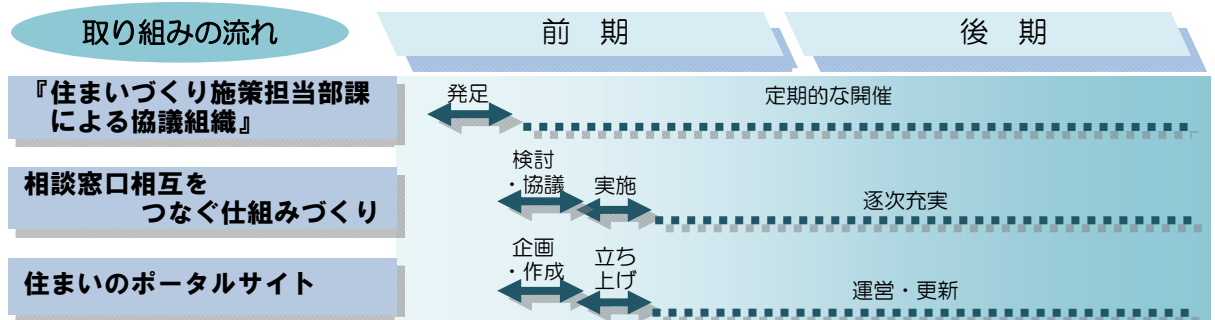 取り組みの流れ
前 期
後 期
『住まいづくり施策担当部課
による協議組織』
発足
定期的な開催
相談窓口相互を
つなぐ仕組みづくり
検討
・協議
実施
逐次充実
住まいのポータルサイト
企画
・作成
立ち
上げ
運営・更新